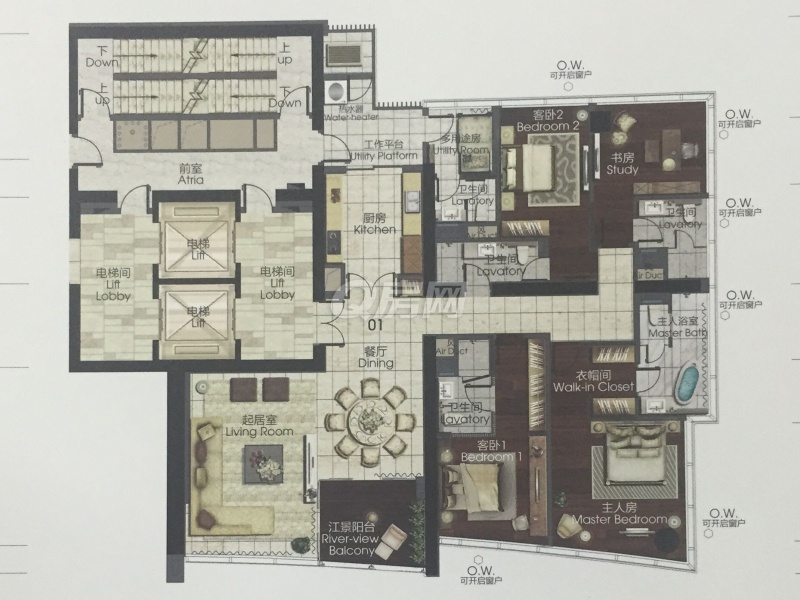 下
Down
上
up
上
up
下
Down
热水器
Water-heater
工作平台
Utility Platform
多用途房
Utility Room
客卧2
Bedroom 2
书房
Study
O.W.
可开启窗户
O.W.
可开启窗户
前室
Atria
厨房
Kitchen
卫生间
Lavatory
卫生间
Lavatory
卫生间
Lavatory
O.W.
可开启窗户
电梯间
Lift
Lobby
电梯
Lift
电梯间
Lift
Lobby
电梯
Lift
Air Duct
O.W.
可开启窗户
Q房网
01
餐厅
Dining
Air Duct
主人浴室
Master Bath
衣帽间
Walk-in Closet
起居室
Living Room
卫生间
Lavatory
客卧1
Bedroom 1
主人房
Master Bedroom
江景阳台
River-view
Balcony
O.W.
可开启窗户
O.W.
可开启窗户